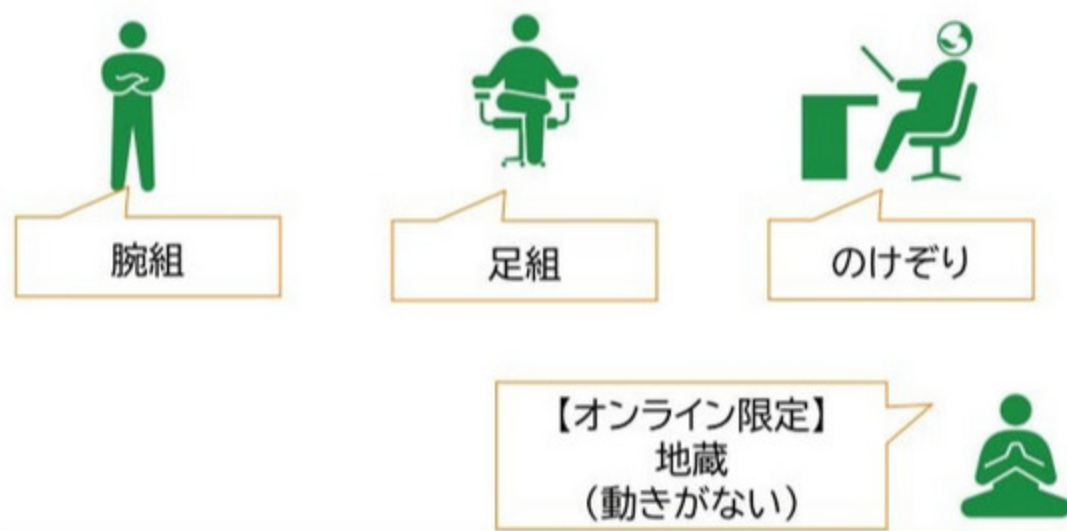 腕組
足組
のけぞり
【オンライン限定】
地蔵
（動きがない）